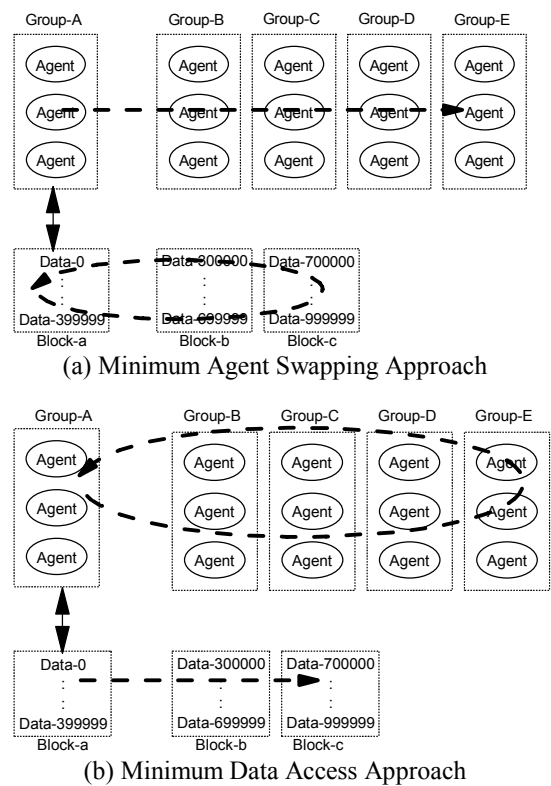 Group-A Group-B Group-C Group-D Group-E
Agent Agent Agent Agent Agent
Agent Agent Agent Agent Agent
Agent Agent Agent Agent Agent
Data-0 Data-300000 Data-700000
Data-399999 Data-699999 Data-999999
Block-a Block-b Block-c
(a) Minimum Agent Swapping Approach
Group-A Group-B Group-C Group-D Group-E
Agent Agent Agent Agent Agent
Agent Agent Agent Agent Agent
Agent Agent Agent Agent Agent
Data-0 Data-300000 Data-700000
Data-399999 Data-699999 Data-999999
Block-a Block-b Block-c
(b) Minimum Data Access Approach